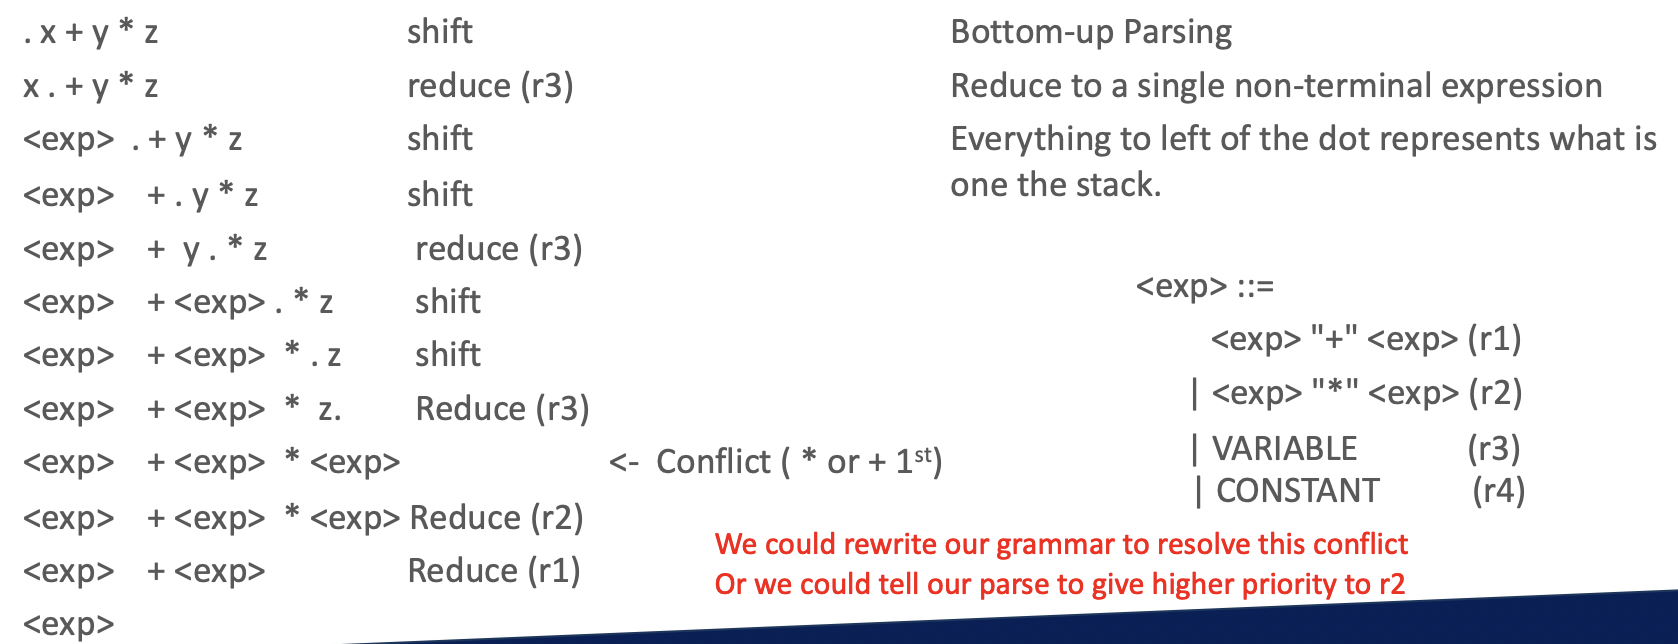 . x + y * z shift
x . + y * z reduce (r3)
<exp> . + y * z shift
<exp> + . y * z shift
<exp> + y . * z reduce (r3)
<exp> + <exp> . * z shift
<exp> + <exp> * . z shift
<exp> + <exp> * z. Reduce (r3)
<exp> + <exp> * <exp> <- Conflict ( * or + 1st)
<exp> + <exp> * <exp> Reduce (r2)
<exp> + <exp> Reduce (r1)
<exp>
Bottom-up Parsing
Reduce to a single non-terminal expression
Everything to left of the dot represents what is
one the stack.
<exp> ::=
<exp> "+" <exp> (r1)
| <exp> "*" <exp> (r2)
| VARIABLE (r3)
| CONSTANT (r4)
We could rewrite our grammar to resolve this conflict
Or we could tell our parse to give higher priority to r2